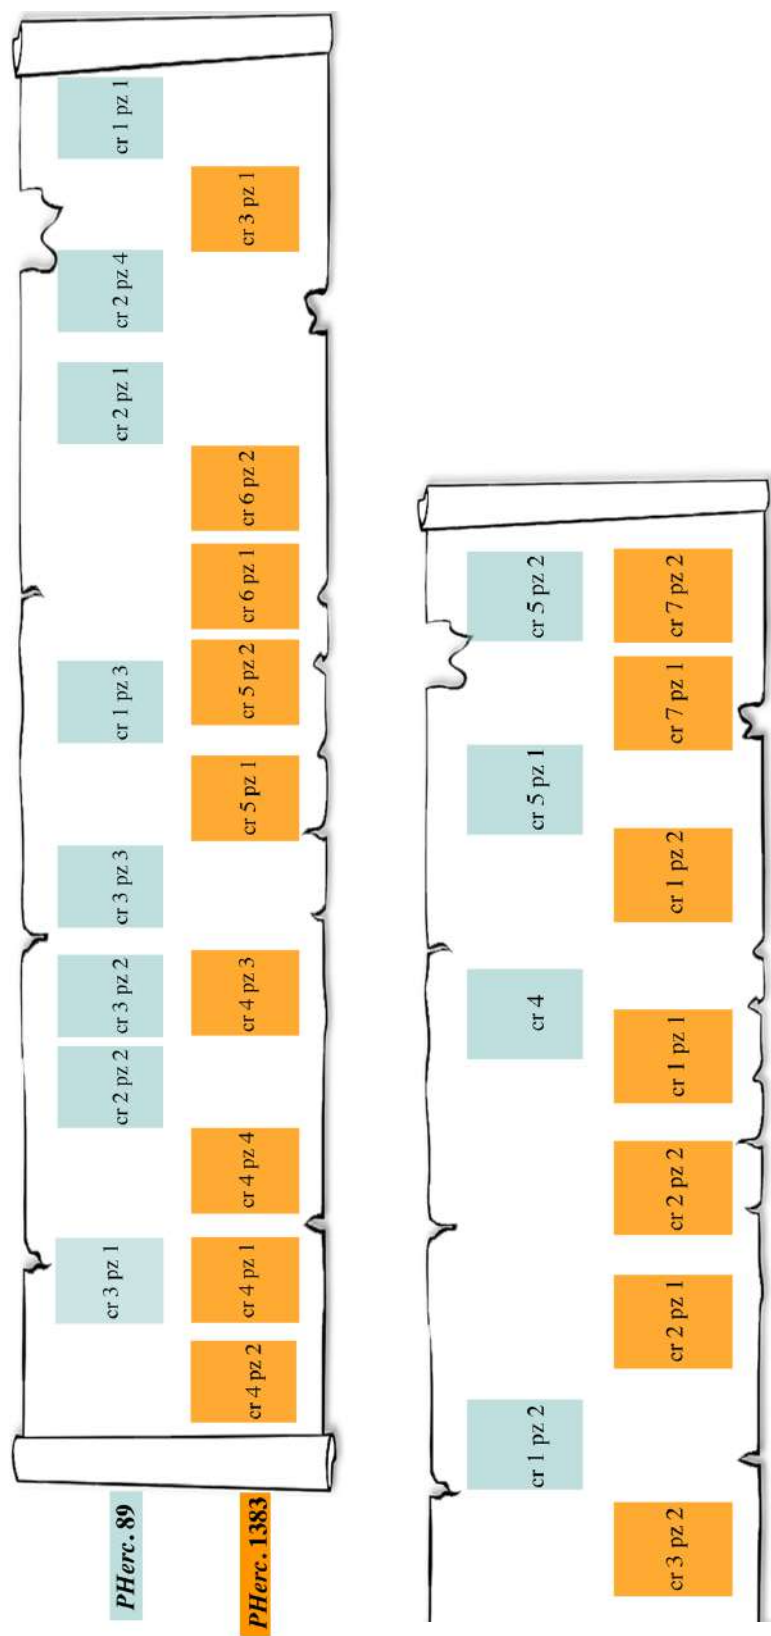 PHerc. 89
cr 3 pz 1
cr 2 pz 2
cr 3 pz 2
cr 3 pz 3
cr 1 pz 3
cr 2 pz 1
cr 2 pz 4
cr 1 pz 1
PHerc. 1383
cr 4 pz 2
cr 4 pz 1
cr 4 pz 4
cr 4 pz 3
cr 5 pz 1
cr 5 pz 2
cr 6 pz 1
cr 6 pz 2
cr 3 pz 1
cr 1 pz 2
cr 4
cr 5 pz 1
cr 5 pz 2
cr 3 pz 2
cr 2 pz 1
cr 2 pz 2
cr 1 pz 1
cr 1 pz 2
cr 7 pz 1
cr 7 pz 2